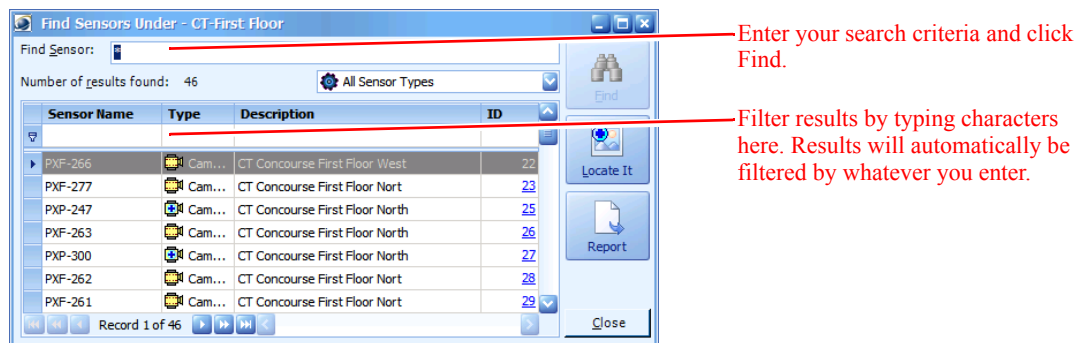 Find Sensors Under - CT-First Floor
Find Sensor: *
Number of results found: 46 All Sensor Types
Find
Sensor Name Type Description ID
PXF-266 Cam... CT Concourse First Floor West 22
PXF-277 Cam... CT Concourse First Floor Nort 23
PXP-247 Cam... CT Concourse First Floor North 25
PXF-263 Cam... CT Concourse First Floor North 26
PXP-300 Cam... CT Concourse First Floor North 27
PXF-262 Cam... CT Concourse First Floor Nort 28
PXF-261 Cam... CT Concourse First Floor Nort 29
Record 1 of 46
Locate It
Report
Close
Enter your search criteria and click
Find.
Filter results by typing characters
here. Results will automatically be
filtered by whatever you enter.